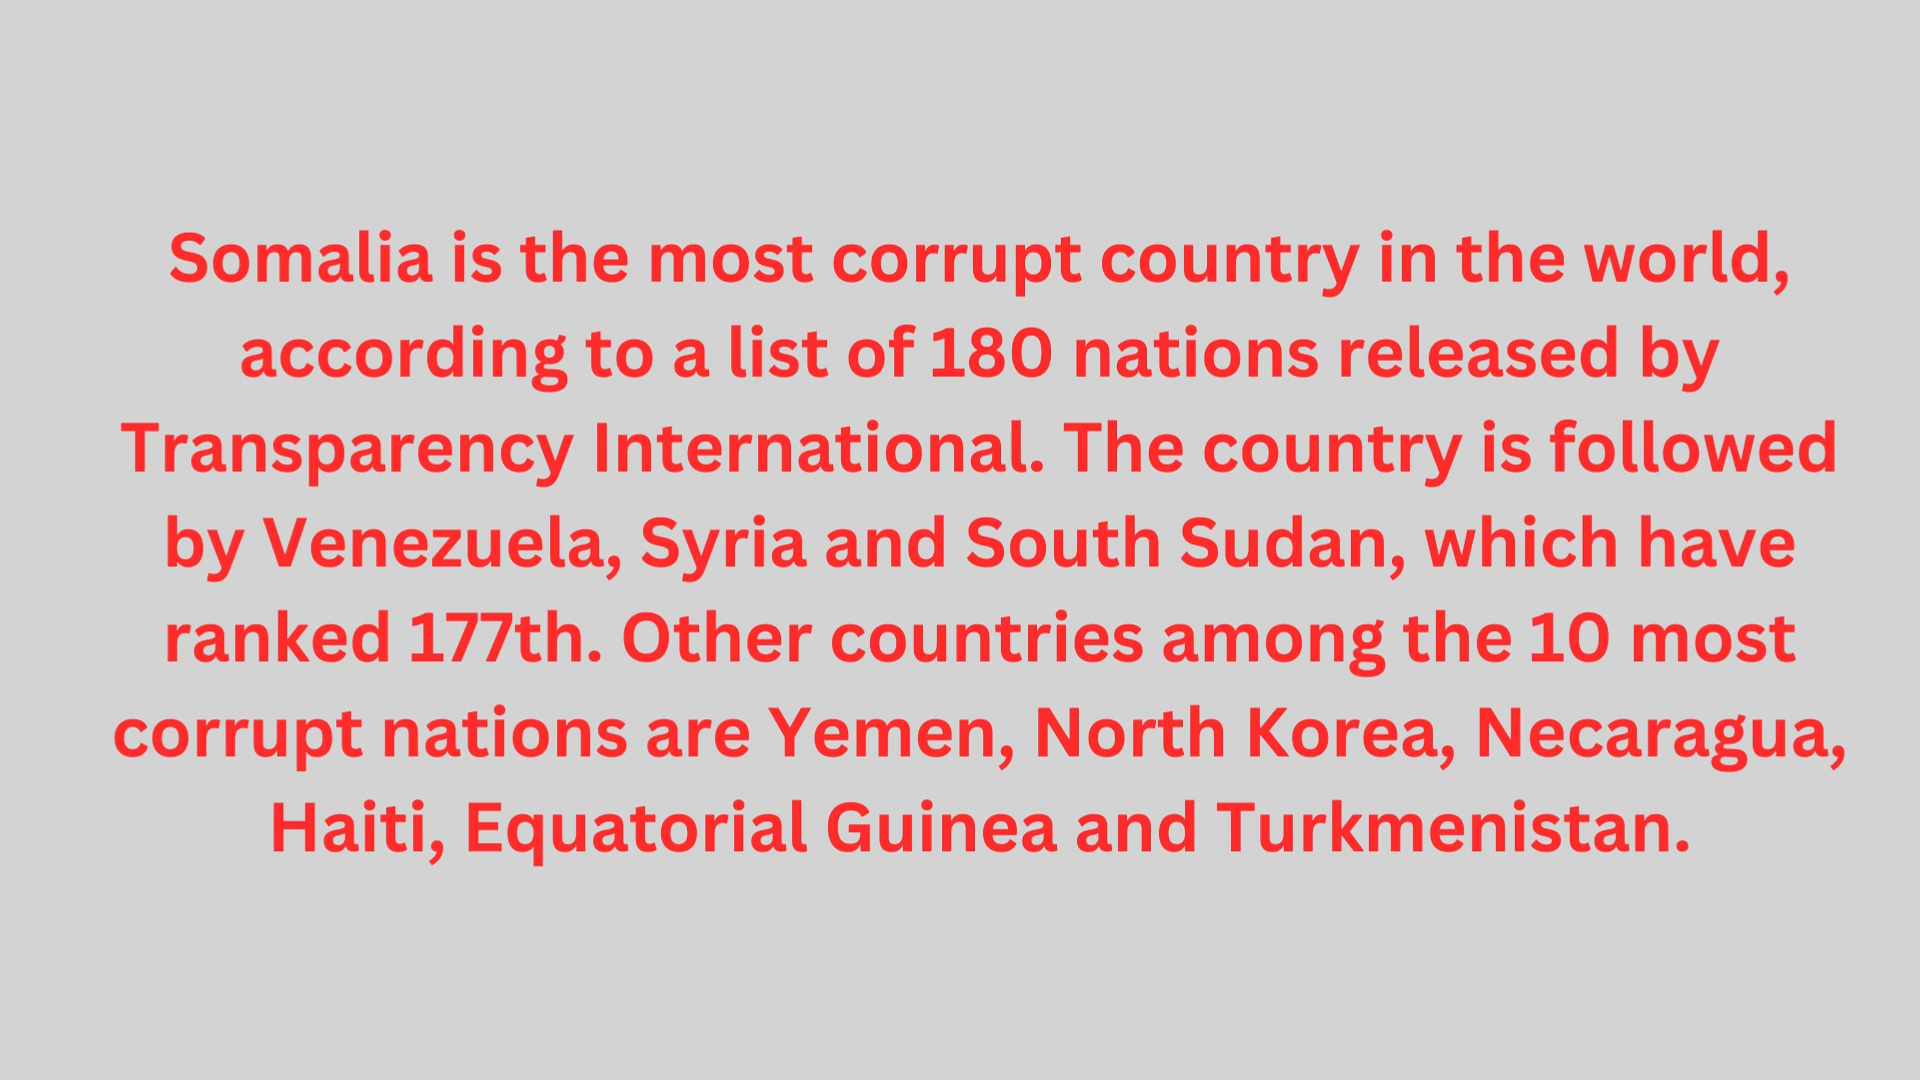 Somalia is the most corrupt country in the world,
according to a list of 180 nations released by
Transparency International. The country is followed
by Venezuela, Syria and South Sudan, which have
ranked 177th. Other countries among the 10 most
corrupt nations are Yemen, North Korea, Necaragua,
Haiti, Equatorial Guinea and Turkmenistan.